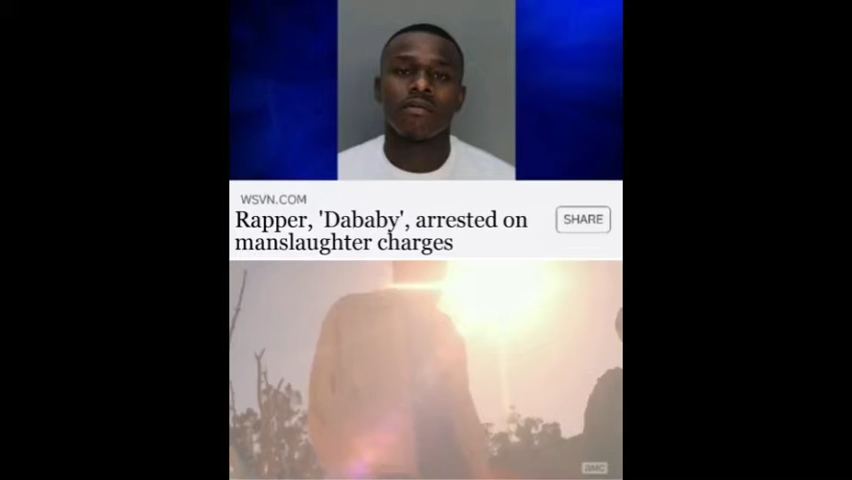 WSVN.COM
Rapper, 'Dababy', arrested on
manslaughter charges
SHARE
amc